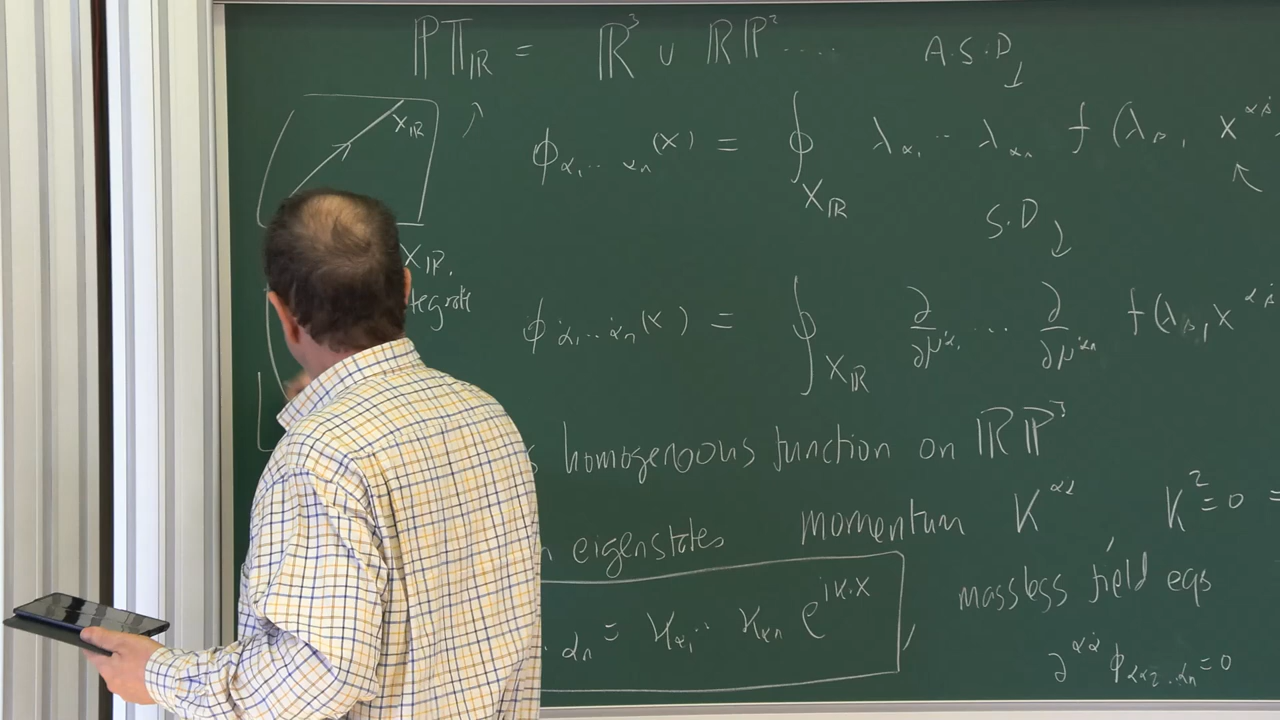 ℙ𝕋_ℝ = ℝ³ ∪ ℝℙ² ....
A.S.D ↓
X_ℝ
ϕ_{α₁...αₙ}(x) = ∮_{X_ℝ} λ_{α₁} ... λ_{αₙ} f(λ_β, x^{αβ̇}
S.D ↓
X_ℝ.
tegrate
ϕ_{α̇₁...α̇ₙ}(x) = ∮_{X_ℝ} ∂/∂μ^{α̇₁} ... ∂/∂μ^{α̇ₙ} f(λ_β, x^{αβ̇}
s homogenous function on ℝℙ³
n eigenstates momentum K^{αα̇} K² = 0 =
αₙ = κ_{α₁} .. κ_{αₙ} e^{ik·x}
massless field eqs
∂^{αα̇} ϕ_{αα₂..αₙ} = 0